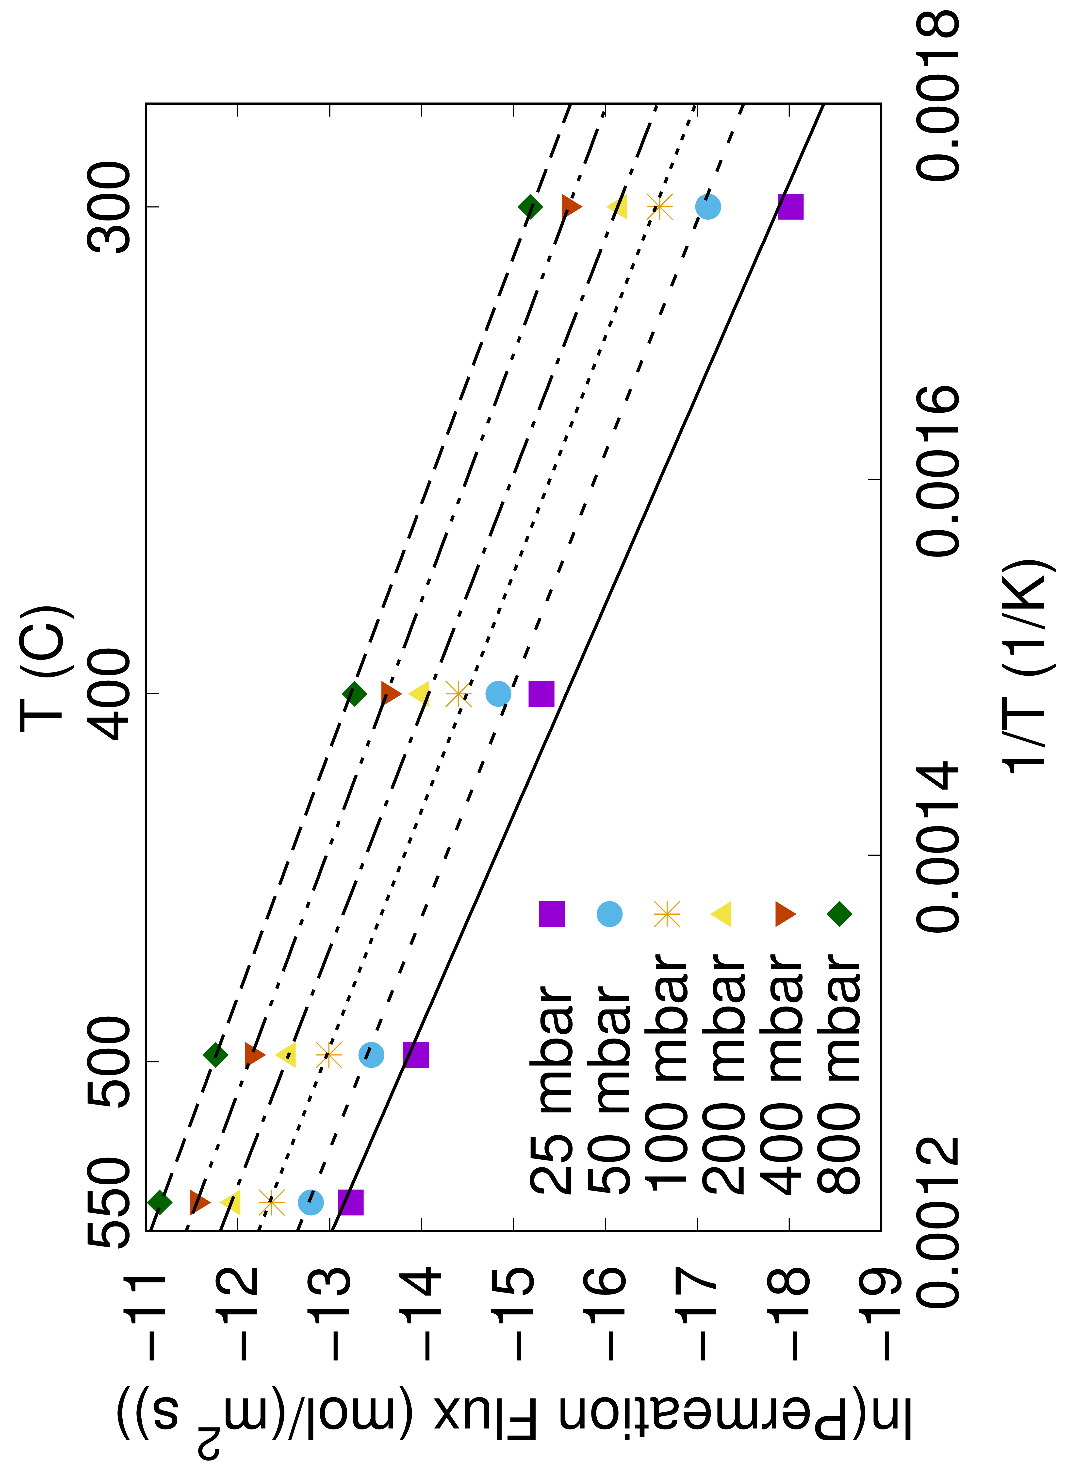 T (C)
550 500 400 300
ln(Permeation Flux (mol/(m²s))
−11
−12
−13
−14
−15
−16
−17
−18
−19
25 mbar
50 mbar
100 mbar
200 mbar
400 mbar
800 mbar
0.0012 0.0014 0.0016 0.0018
1/T (1/K)